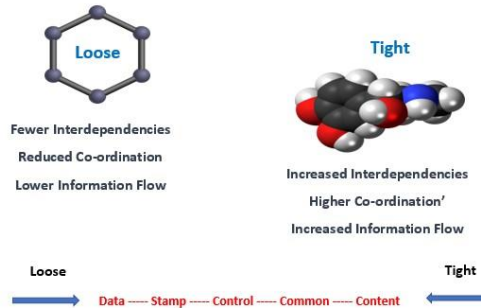 Loose
Tight
Fewer Interdependencies
Reduced Co-ordination
Lower Information Flow
Increased Interdependencies
Higher Co-ordination’
Increased Information Flow
Loose
Tight
Data ----- Stamp ----- Control ----- Common ----- Content